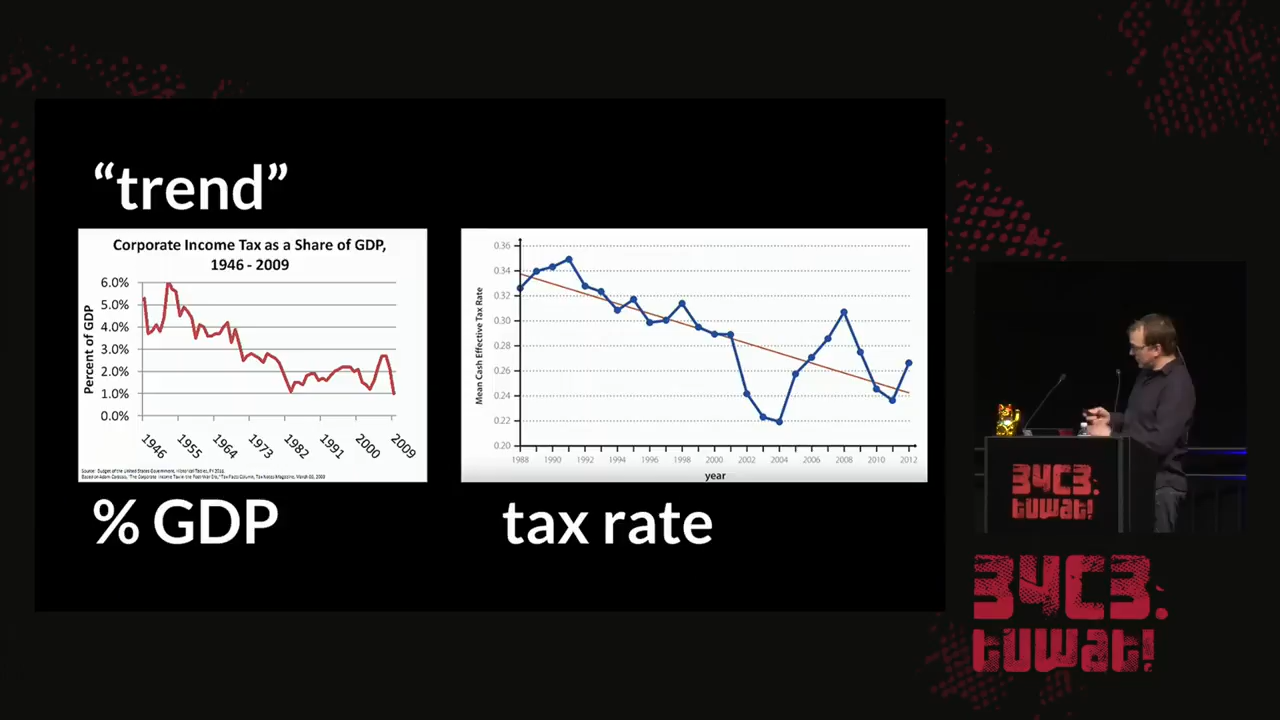 “trend”
Corporate Income Tax as a Share of GDP,
1946 - 2009
Percent of GDP
6.0%
5.0%
4.0%
3.0%
2.0%
1.0%
0.0%
1946
1955
1964
1973
1982
1991
2000
2009
Mean Cash Effective Tax Rate
0.36
0.34
0.32
0.30
0.28
0.26
0.24
0.22
0.20
1988 1990 1992 1994 1996 1998 2000 2002 2004 2006 2008 2010 2012
year
% GDP
tax rate
34C3.
tuwat!
34C3.
tuwat!